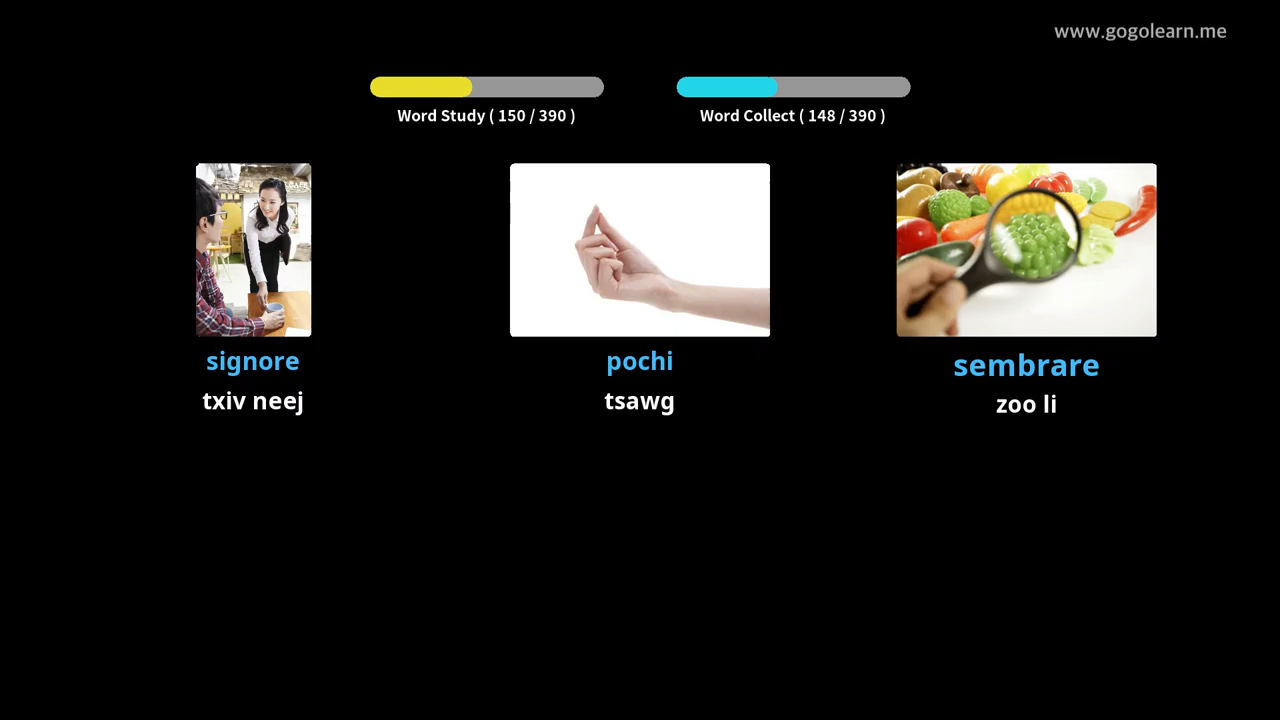 www.gogolearn.me
Word Study ( 150 / 390 )
Word Collect ( 148 / 390 )
signore
txiv neej
pochi
tsawg
sembrare
zoo li